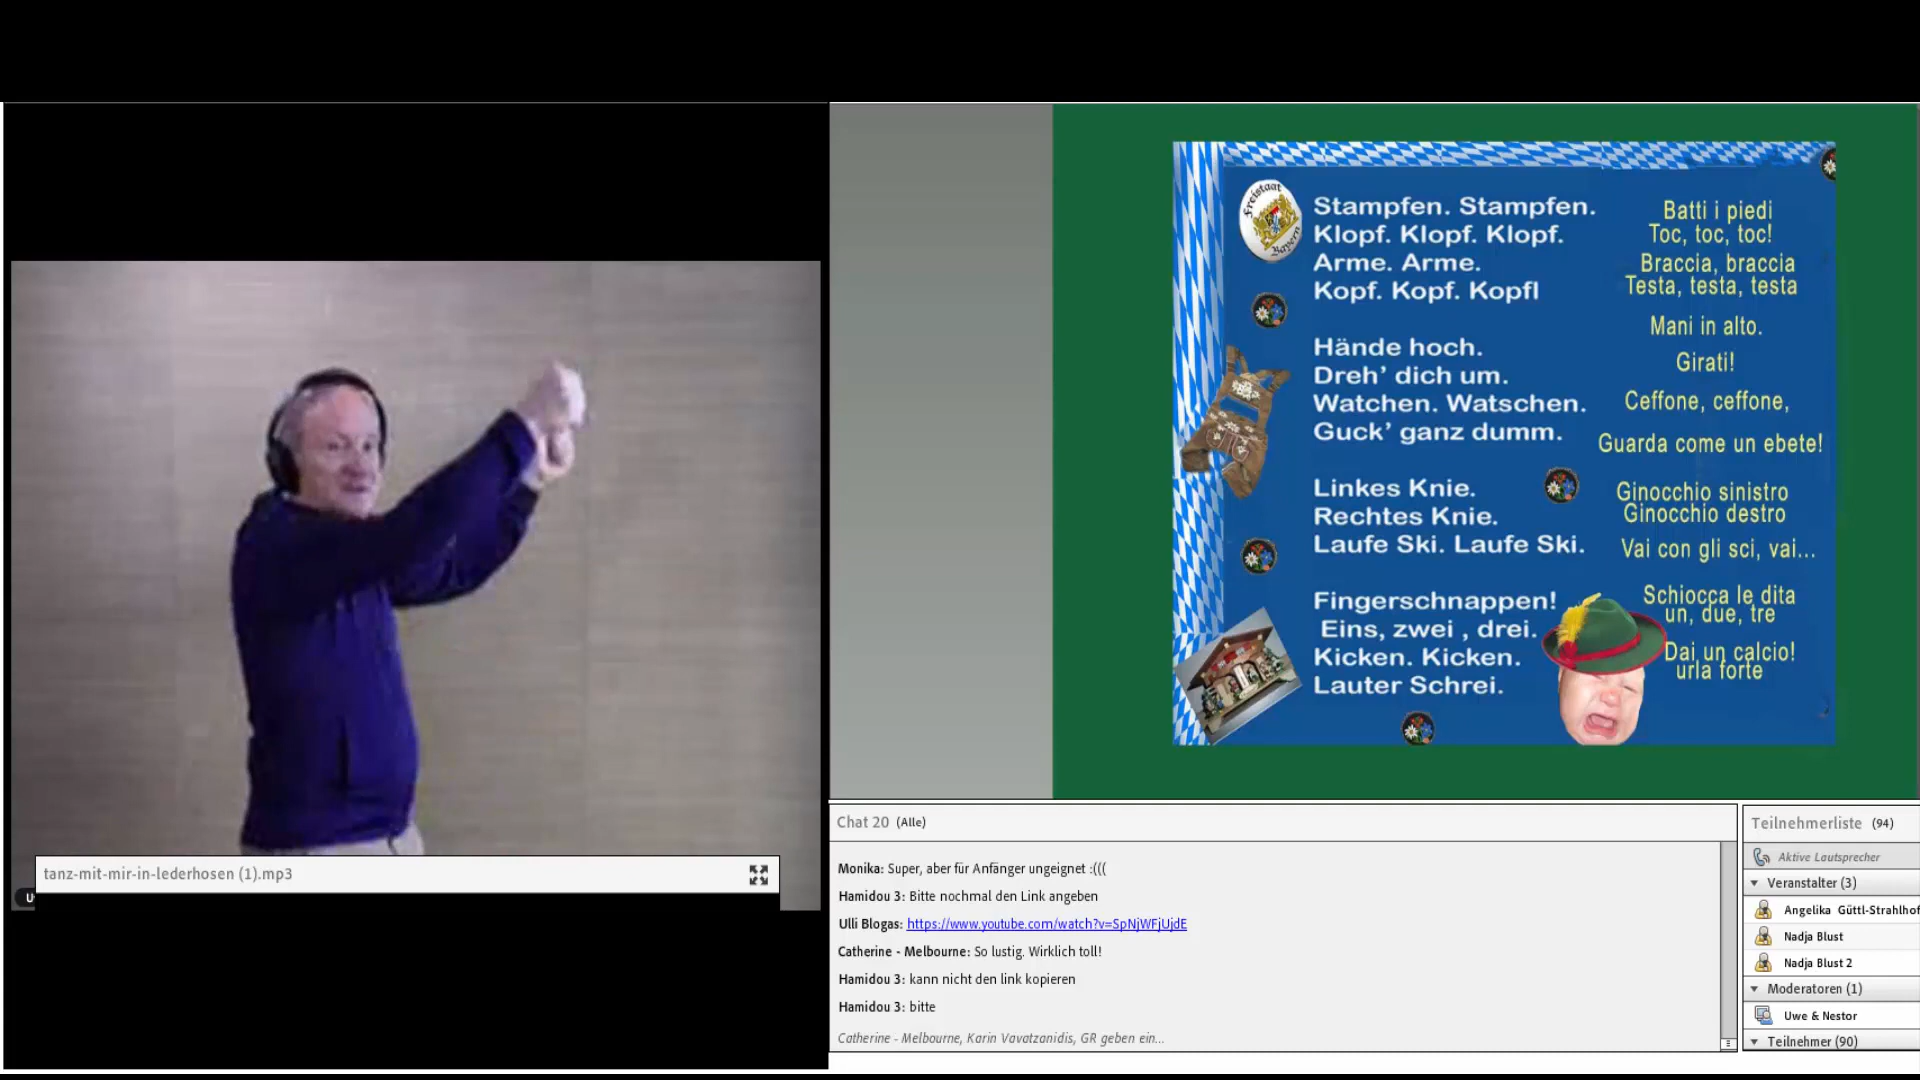 Freistaat
Bayern
Stampfen. Stampfen.
Klopf. Klopf. Klopf.
Arme. Arme.
Kopf. Kopf. Kopfl
Hände hoch.
Dreh’ dich um.
Watchen. Watschen.
Guck’ ganz dumm.
Linkes Knie.
Rechtes Knie.
Laufe Ski. Laufe Ski.
Fingerschnappen!
Eins, zwei , drei.
Kicken. Kicken.
Lauter Schrei.
Batti i piedi
Toc, toc, toc!
Braccia, braccia
Testa, testa, testa
Mani in alto.
Girati!
Ceffone, ceffone,
Guarda come un ebete!
Ginocchio sinistro
Ginocchio destro
Vai con gli sci, vai...
Schiocca le dita
un, due, tre
Dai un calcio!
urla forte
tanz-mit-mir-in-lederhosen (1).mp3
U
Chat 20 (Alle)
Monika: Super, aber für Anfänger ungeignet :(((
Hamidou 3: Bitte nochmal den Link angeben
Ulli Blogas: https://www.youtube.com/watch?v=SpNjWFjUjdE
Catherine - Melbourne: So lustig. Wirklich toll!
Hamidou 3: kann nicht den link kopieren
Hamidou 3: bitte
Catherine - Melbourne, Karin Vavatzanidis, GR geben ein...
Teilnehmerliste (94)
Aktive Lautsprecher
Veranstalter (3)
Angelika Güttl-Strahlhof
Nadja Blust
Nadja Blust 2
Moderatoren (1)
Uwe & Nestor
Teilnehmer (90)